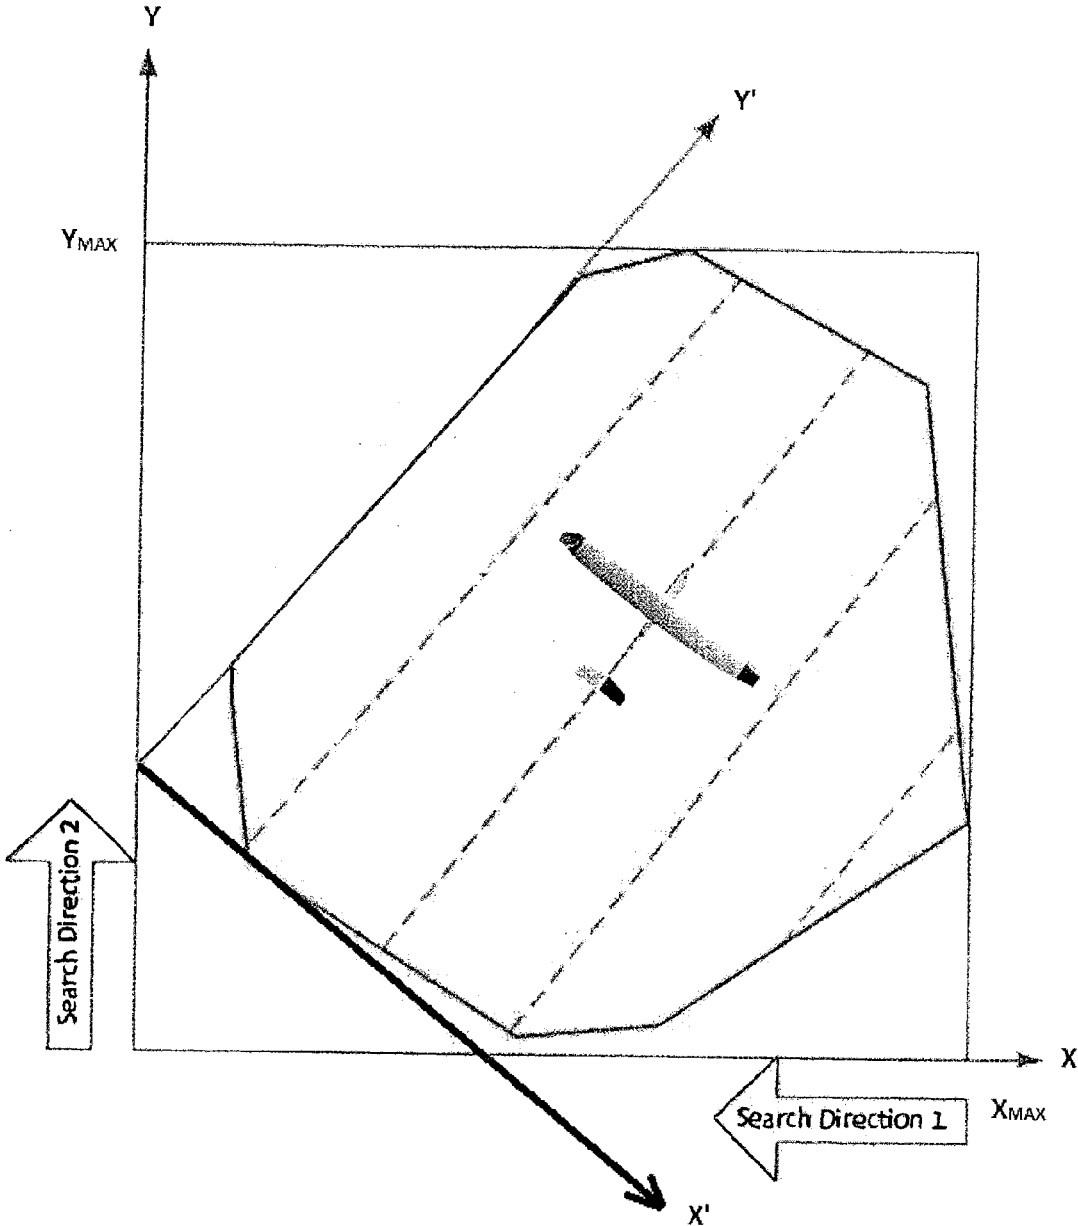 Y
Y'
YMAX
Search Direction 2
X
Search Direction 1
XMAX
X'